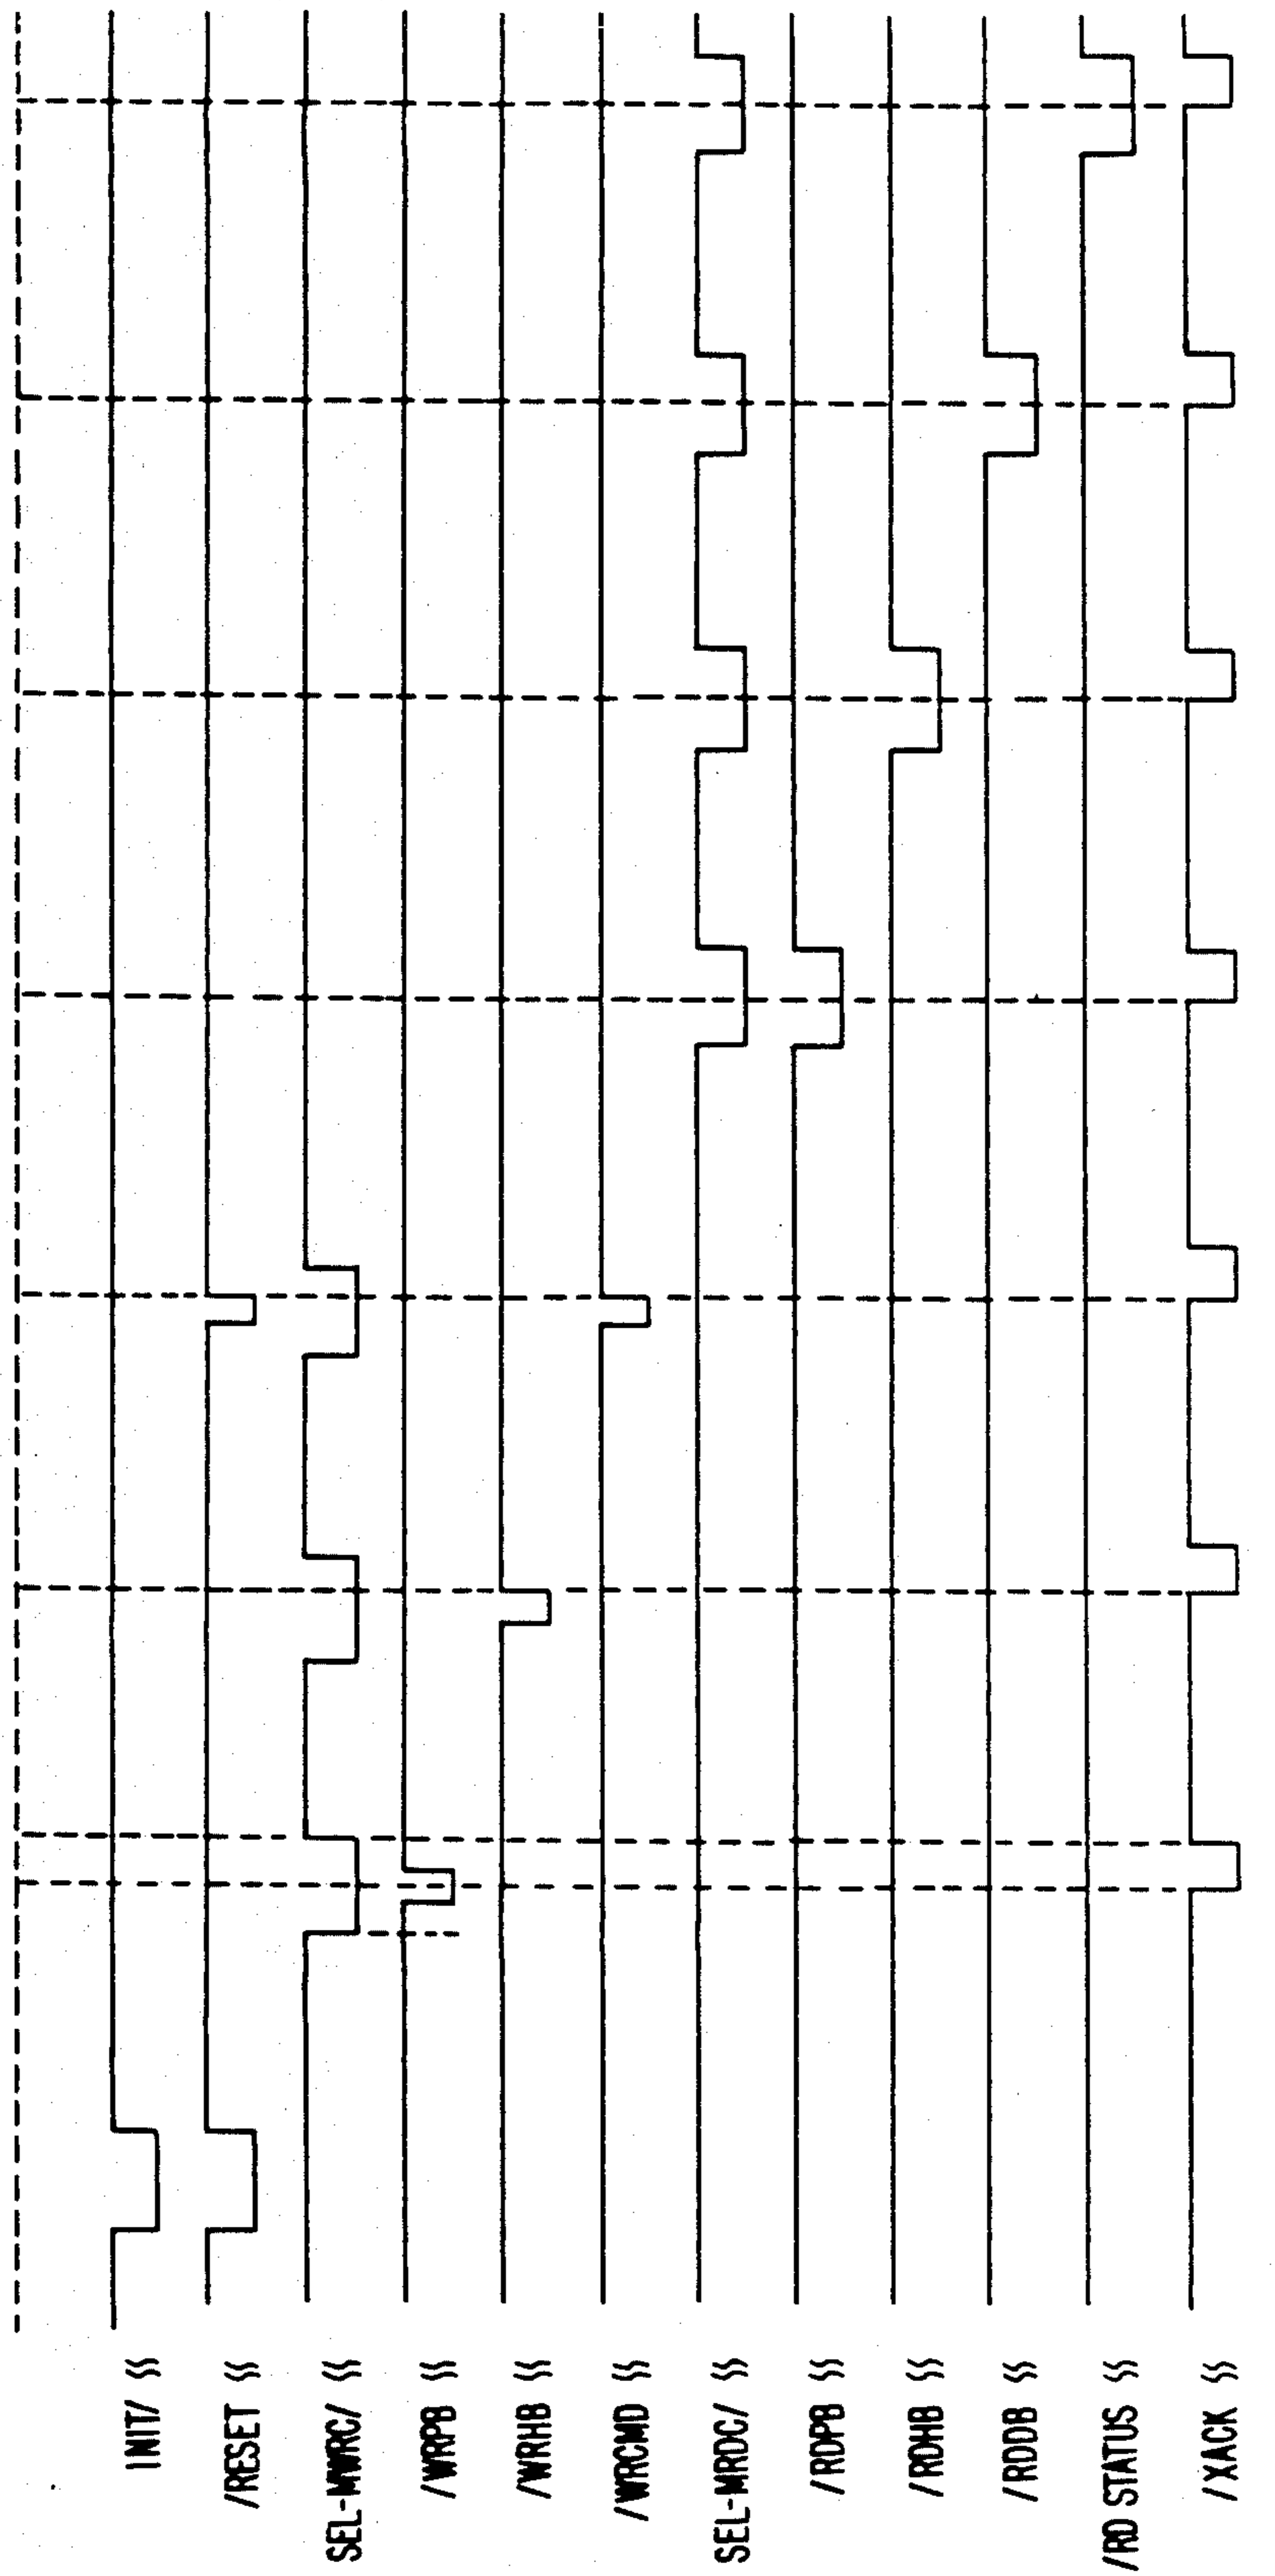 INIT/
/RESET
SEL-MWRC/
/WRPB
/WRHB
/WRCMD
SEL-MRDC/
/RDPB
/RDHB
/RDDB
/RD STATUS
/XACK